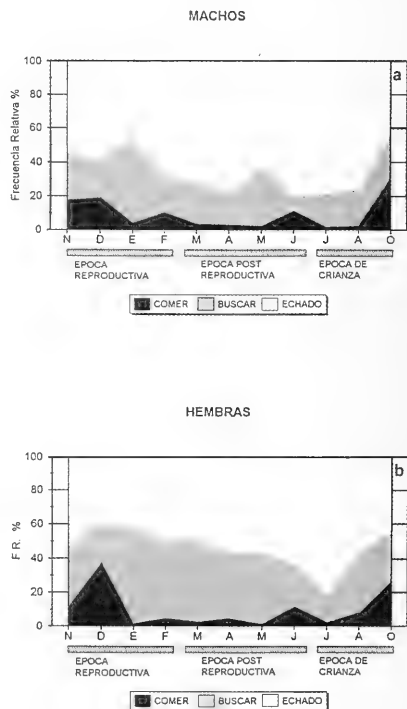 MACHOS
a
100
80
60
40
20
0
Frecuencia Relativa %
N D E F M A M J J A O
EPOCA REPRODUCTIVA
EPOCA POST REPRODUCTIVA
EPOCA DE CRIANZA
COMER BUSCAR ECHADO
HEMBRAS
b
100
80
60
40
20
0
F R. %
N D E F M A M J J A O
EPOCA REPRODUCTIVA
EPOCA POST REPRODUCTIVA
EPOCA DE CRIANZA
COMER BUSCAR ECHADO